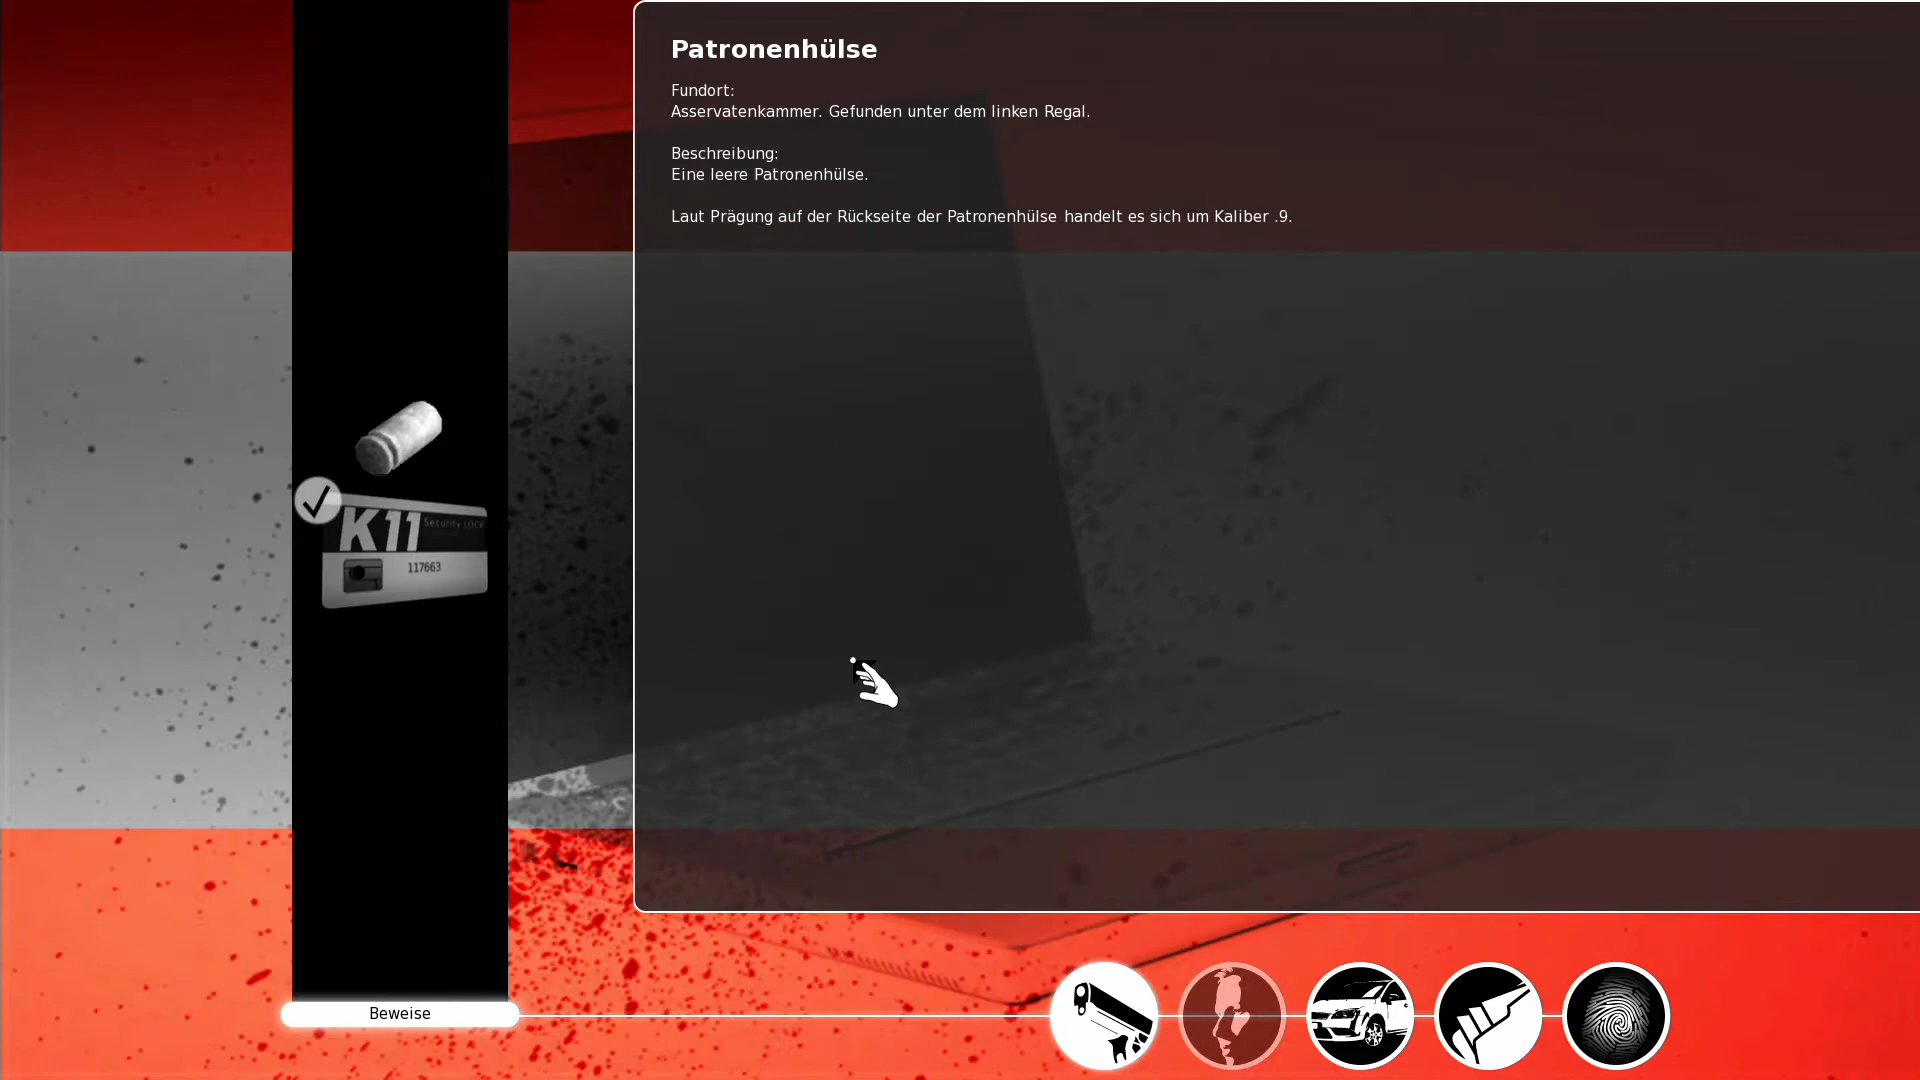 Patronenhülse
Fundort:
Asservatenkammer. Gefunden unter dem linken Regal.
Beschreibung:
Eine leere Patronenhülse.
Laut Prägung auf der Rückseite der Patronenhülse handelt es sich um Kaliber .9.
K11 Security LOCK
117663
Beweise